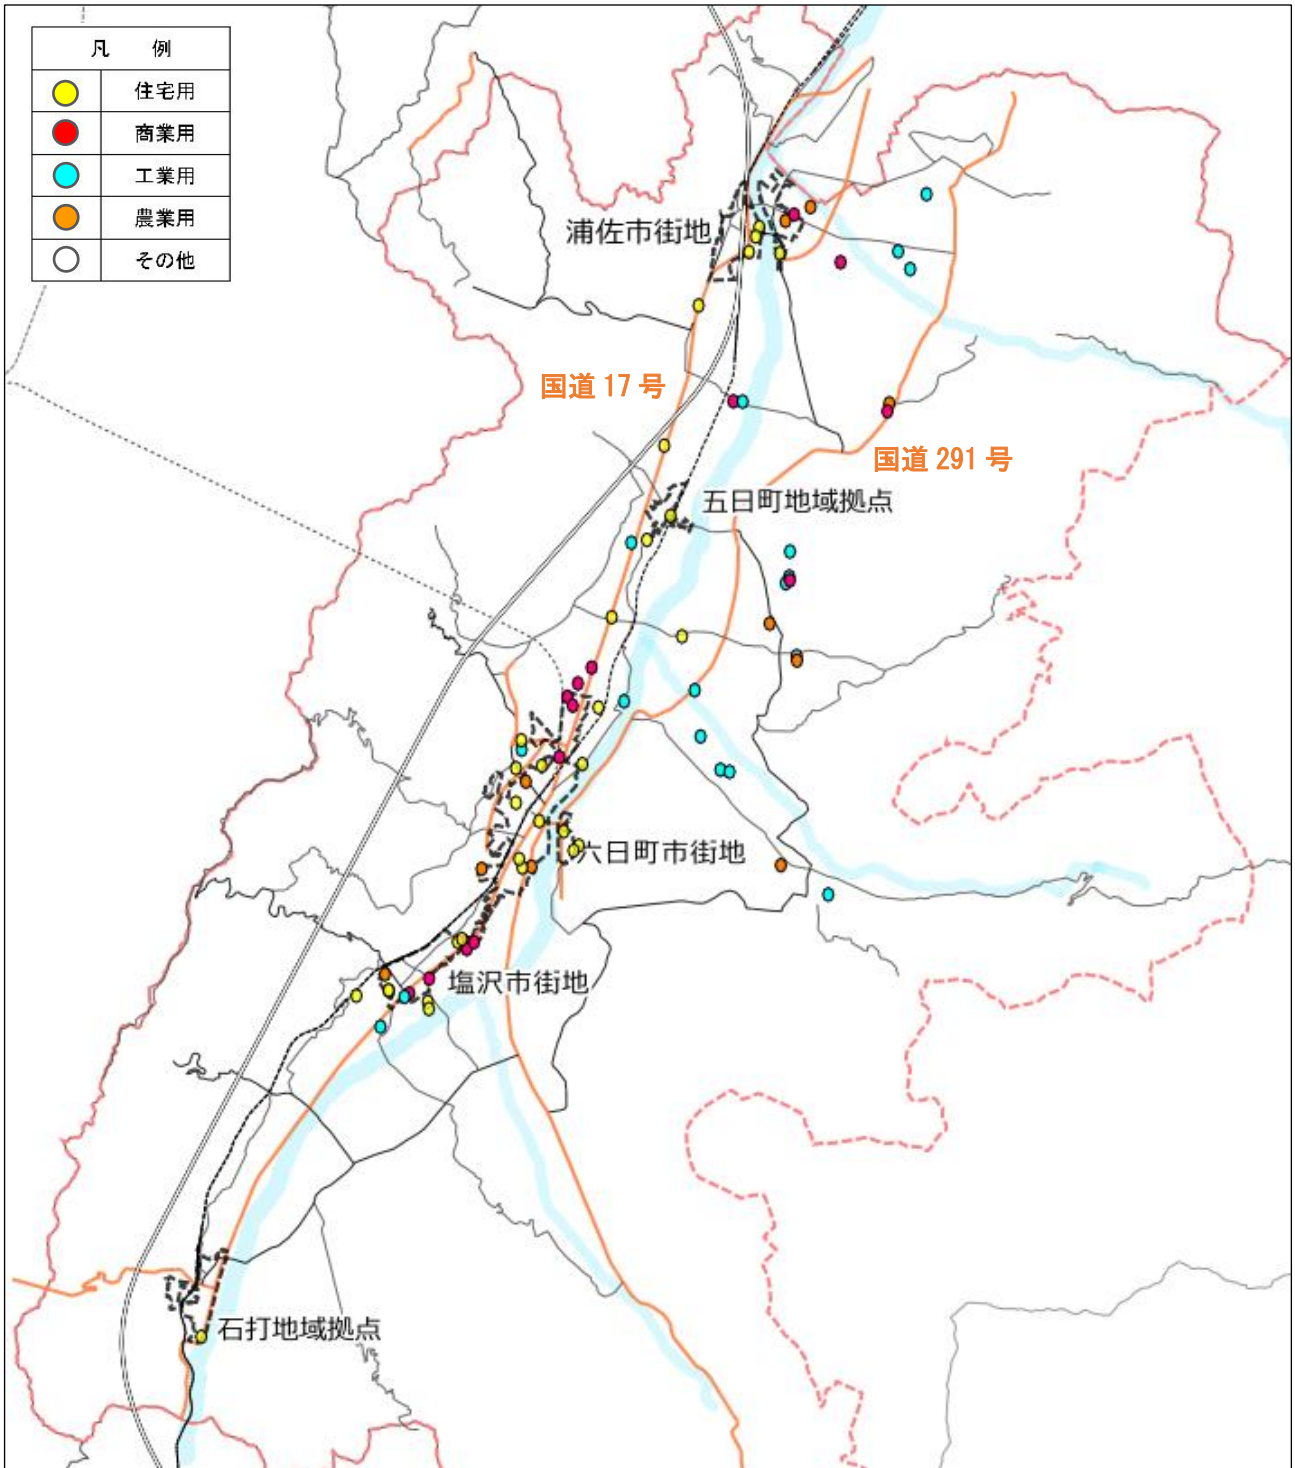 凡 例
住宅用
商業用
工業用
農業用
その他
浦佐市街地
国道 17 号
国道 291 号
五日町地域拠点
六日町市街地
塩沢市街地
石打地域拠点